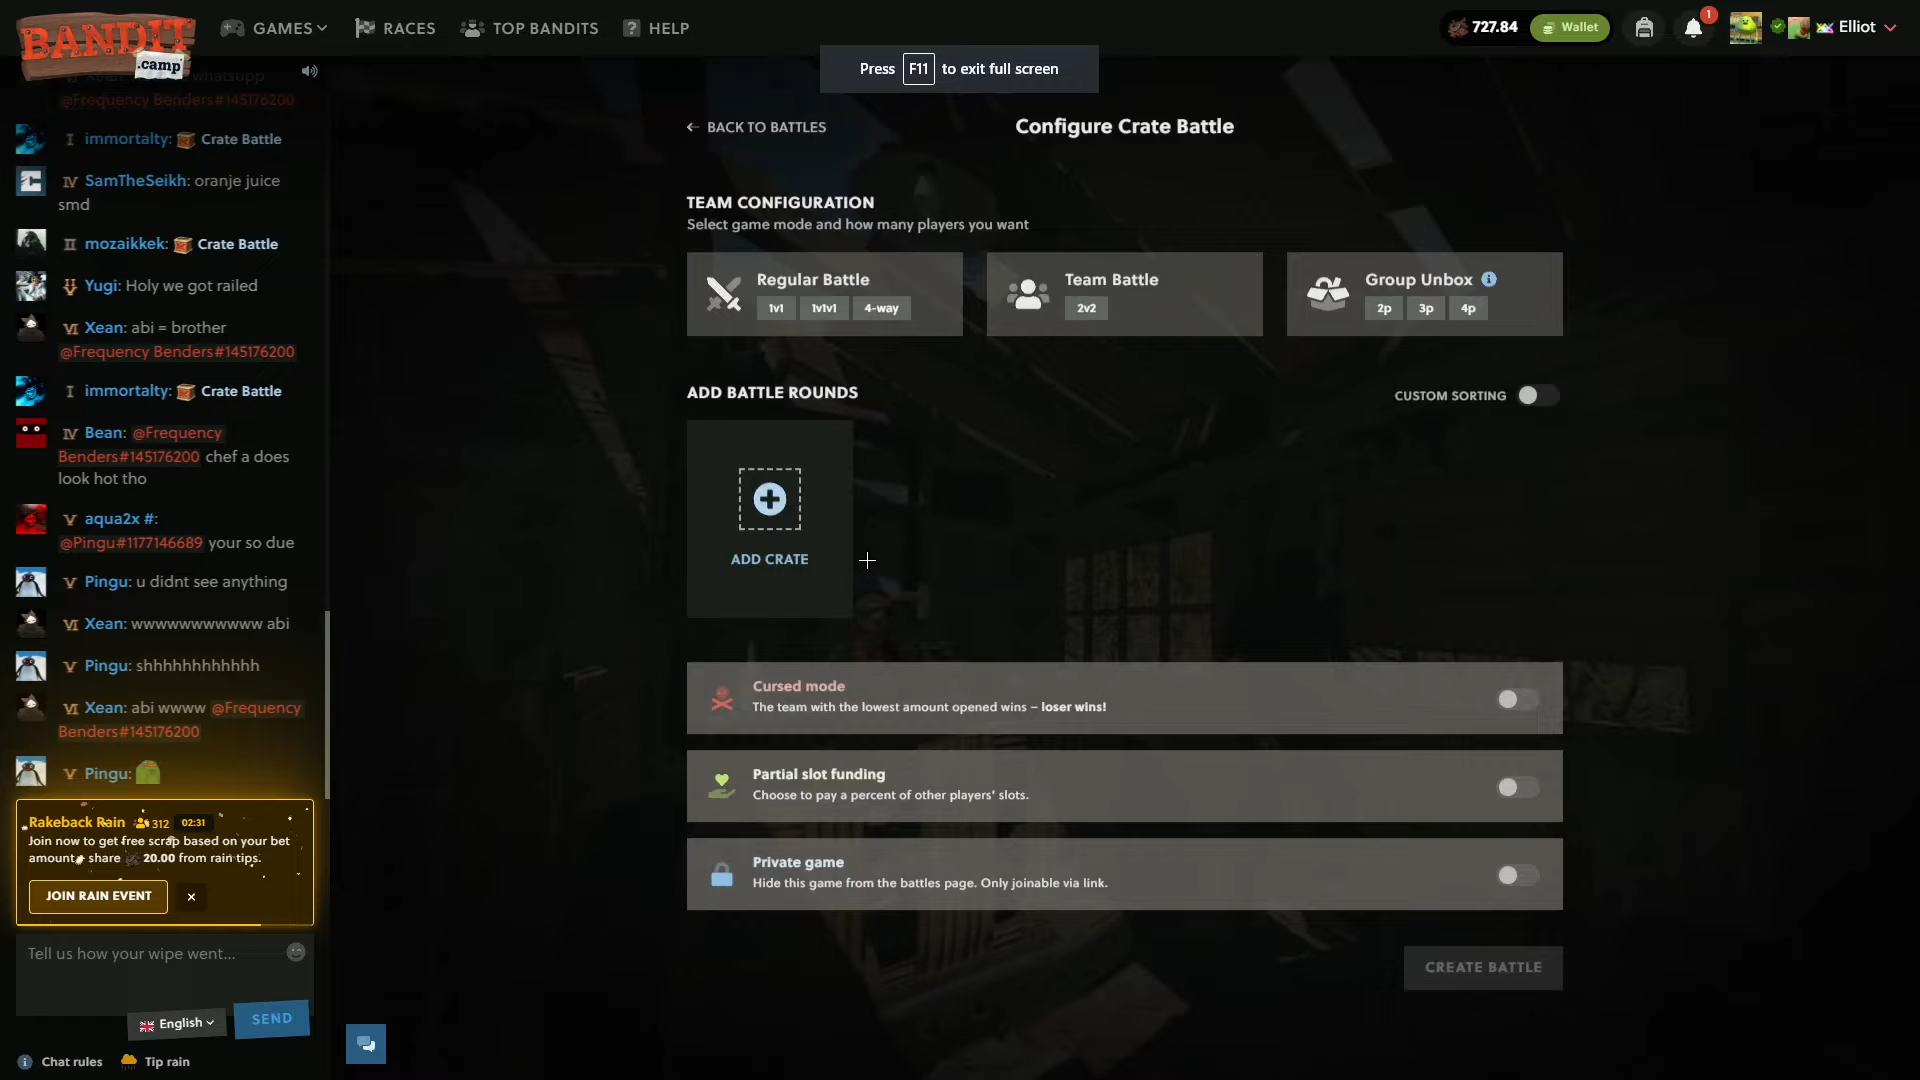 BANDIT
.camp
GAMES
RACES
TOP BANDITS
HELP
727.84
Wallet
1
Elliot
Press F11 to exit full screen
Xean: whatsupp
@Frequency Benders#145176200
I immortalty: Crate Battle
IV SamTheSeikh: oranje juice
smd
II mozaikkek: Crate Battle
Yugi: Holy we got railed
VI Xean: abi = brother
@Frequency Benders#145176200
I immortalty: Crate Battle
IV Bean: @Frequency
Benders#145176200 chef a does
look hot tho
V aqua2x #:
@Pingu#1177146689 your so due
V Pingu: u didnt see anything
VI Xean: wwwwwwwwwww abi
V Pingu: shhhhhhhhhhhh
VI Xean: abi wwww @Frequency
Benders#145176200
V Pingu:
Rakeback Rain 312 02:31
Join now to get free scrap based on your bet
amount + share 20.00 from rain tips.
JOIN RAIN EVENT
Tell us how your wipe went...
English
SEND
Chat rules
Tip rain
BACK TO BATTLES
Configure Crate Battle
TEAM CONFIGURATION
Select game mode and how many players you want
Regular Battle
1v1 1v1v1 4-way
Team Battle
2v2
Group Unbox
2p 3p 4p
ADD BATTLE ROUNDS
CUSTOM SORTING
ADD CRATE
Cursed mode
The team with the lowest amount opened wins – loser wins!
Partial slot funding
Choose to pay a percent of other players' slots.
Private game
Hide this game from the battles page. Only joinable via link.
CREATE BATTLE